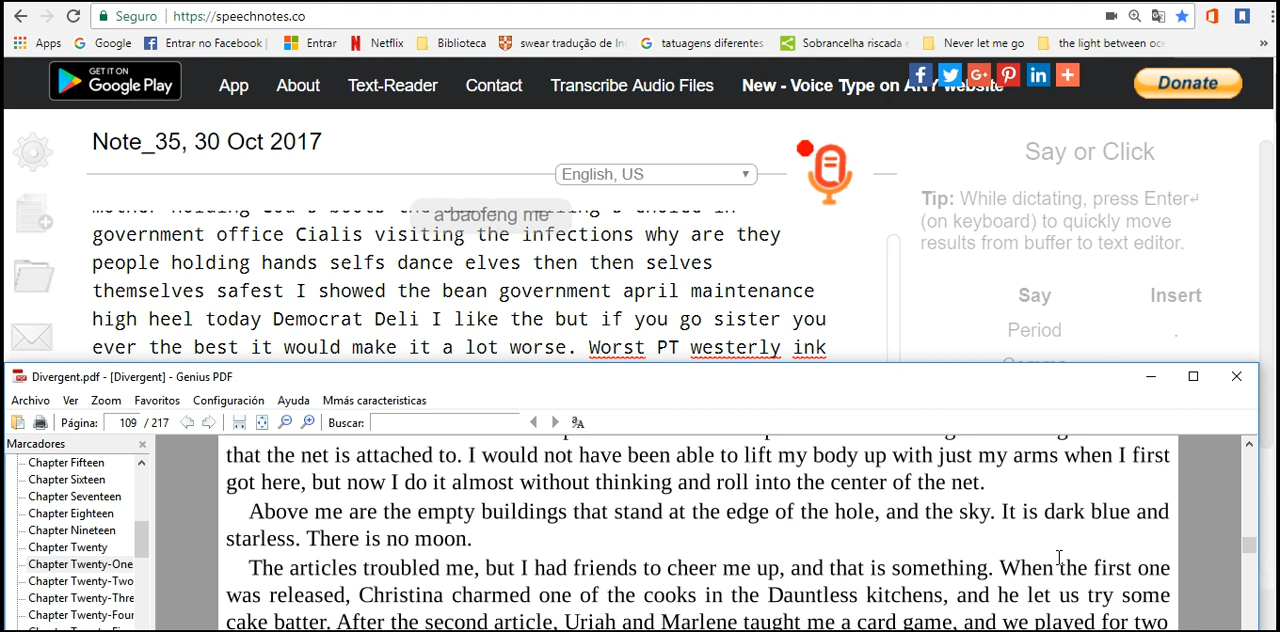 Seguro https://speechnotes.co
Apps Google Entrar no Facebook Entrar Netflix Biblioteca swear tradução de In tatuagens diferentes Sobrancelha riscada Never let me go the light between oce »
GET IT ON
Google Play
App About Text-Reader Contact Transcribe Audio Files New - Voice Type on ANY website
Donate
Note_35, 30 Oct 2017
English, US
Say or Click
Tip: While dictating, press Enter↵
(on keyboard) to quickly move
results from buffer to text editor.
Say Insert
Period .
a baofeng me
government office Cialis visiting the infections why are they
people holding hands selfs dance elves then then selves
themselves safest I showed the bean government april maintenance
high heel today Democrat Deli I like the but if you go sister you
ever the best it would make it a lot worse. Worst PT westerly ink
Divergent.pdf - [Divergent] - Genius PDF
Archivo Ver Zoom Favoritos Configuración Ayuda Mmás caracteristicas
Página: 109 / 217 Buscar:
Marcadores
Chapter Fifteen
Chapter Sixteen
Chapter Seventeen
Chapter Eighteen
Chapter Nineteen
Chapter Twenty
Chapter Twenty-One
Chapter Twenty-Two
Chapter Twenty-Thre
Chapter Twenty-Four
that the net is attached to. I would not have been able to lift my body up with just my arms when I first
got here, but now I do it almost without thinking and roll into the center of the net.
Above me are the empty buildings that stand at the edge of the hole, and the sky. It is dark blue and
starless. There is no moon.
The articles troubled me, but I had friends to cheer me up, and that is something. When the first one
was released, Christina charmed one of the cooks in the Dauntless kitchens, and he let us try some
cake batter. After the second article, Uriah and Marlene taught me a card game, and we played for two